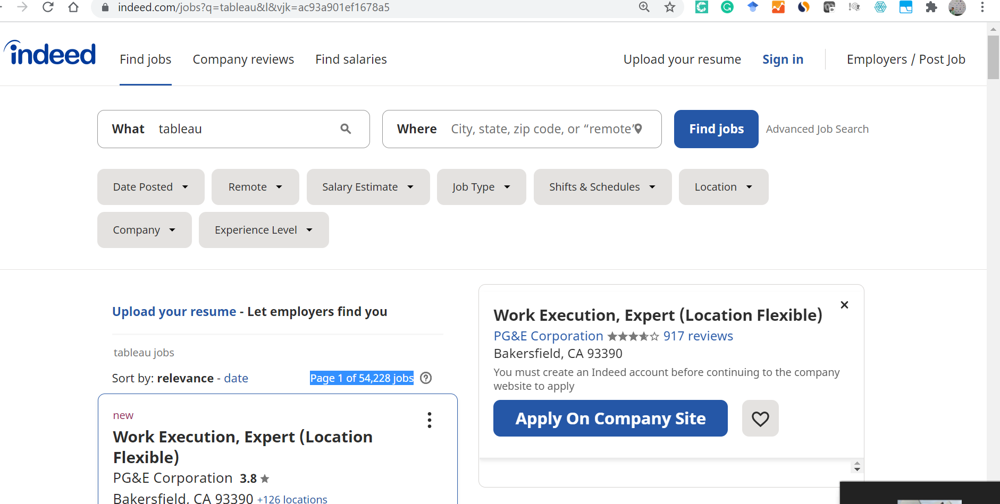 indeed.com/jobs?q=tableau&l&vjk=ac93a901ef1678a5
indeed
Find jobs
Company reviews
Find salaries
Upload your resume
Sign in
Employers / Post Job
What tableau
Where City, state, zip code, or “remote”
Find jobs
Advanced Job Search
Date Posted
Remote
Salary Estimate
Job Type
Shifts & Schedules
Location
Company
Experience Level
Upload your resume - Let employers find you
tableau jobs
Sort by: relevance - date
Page 1 of 54,228 jobs
new
Work Execution, Expert (Location
Flexible)
PG&E Corporation 3.8
Bakersfield, CA 93390 +126 locations
Work Execution, Expert (Location Flexible)
PG&E Corporation 917 reviews
Bakersfield, CA 93390
You must create an Indeed account before continuing to the company
website to apply
Apply On Company Site